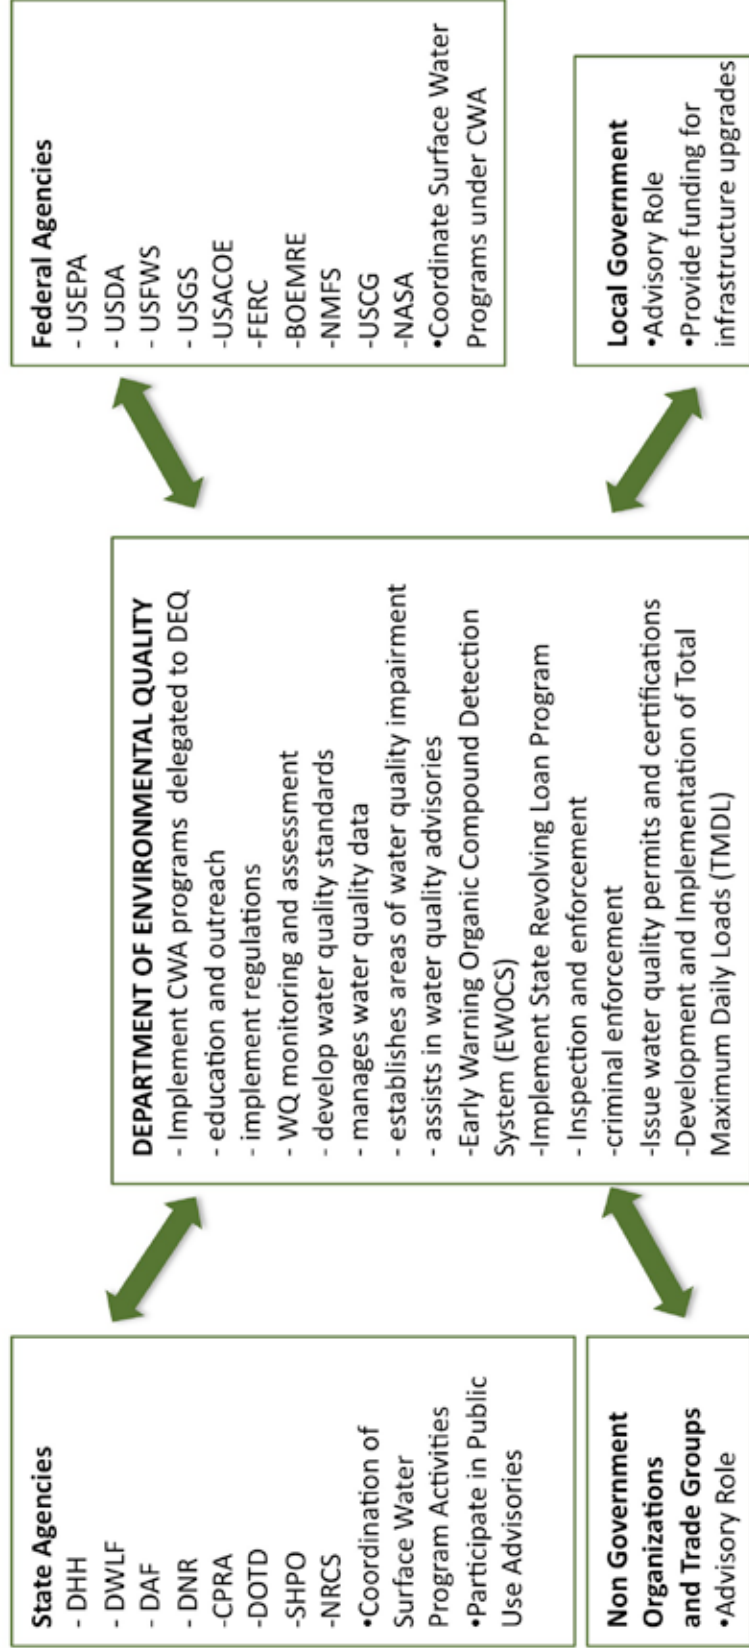 State Agencies
- DHH
- DWLF
- DAF
- DNR
-CPRA
-DOTD
-SHPO
-NRCS
•Coordination of
Surface Water
Program Activities
•Participate in Public
Use Advisories
Non Government
Organizations
and Trade Groups
•Advisory Role
DEPARTMENT OF ENVIRONMENTAL QUALITY
- Implement CWA programs delegated to DEQ
- education and outreach
- implement regulations
- WQ monitoring and assessment
- develop water quality standards
- manages water quality data
- establishes areas of water quality impairment
- assists in water quality advisories
-Early Warning Organic Compound Detection
System (EWOCS)
-Implement State Revolving Loan Program
- Inspection and enforcement
-criminal enforcement
-Issue water quality permits and certifications
-Development and Implementation of Total
Maximum Daily Loads (TMDL)
Federal Agencies
- USEPA
- USDA
- USFWS
- USGS
-USACOE
-FERC
-BOEMRE
-NMFS
-USCG
-NASA
•Coordinate Surface Water
Programs under CWA
Local Government
•Advisory Role
•Provide funding for
infrastructure upgrades